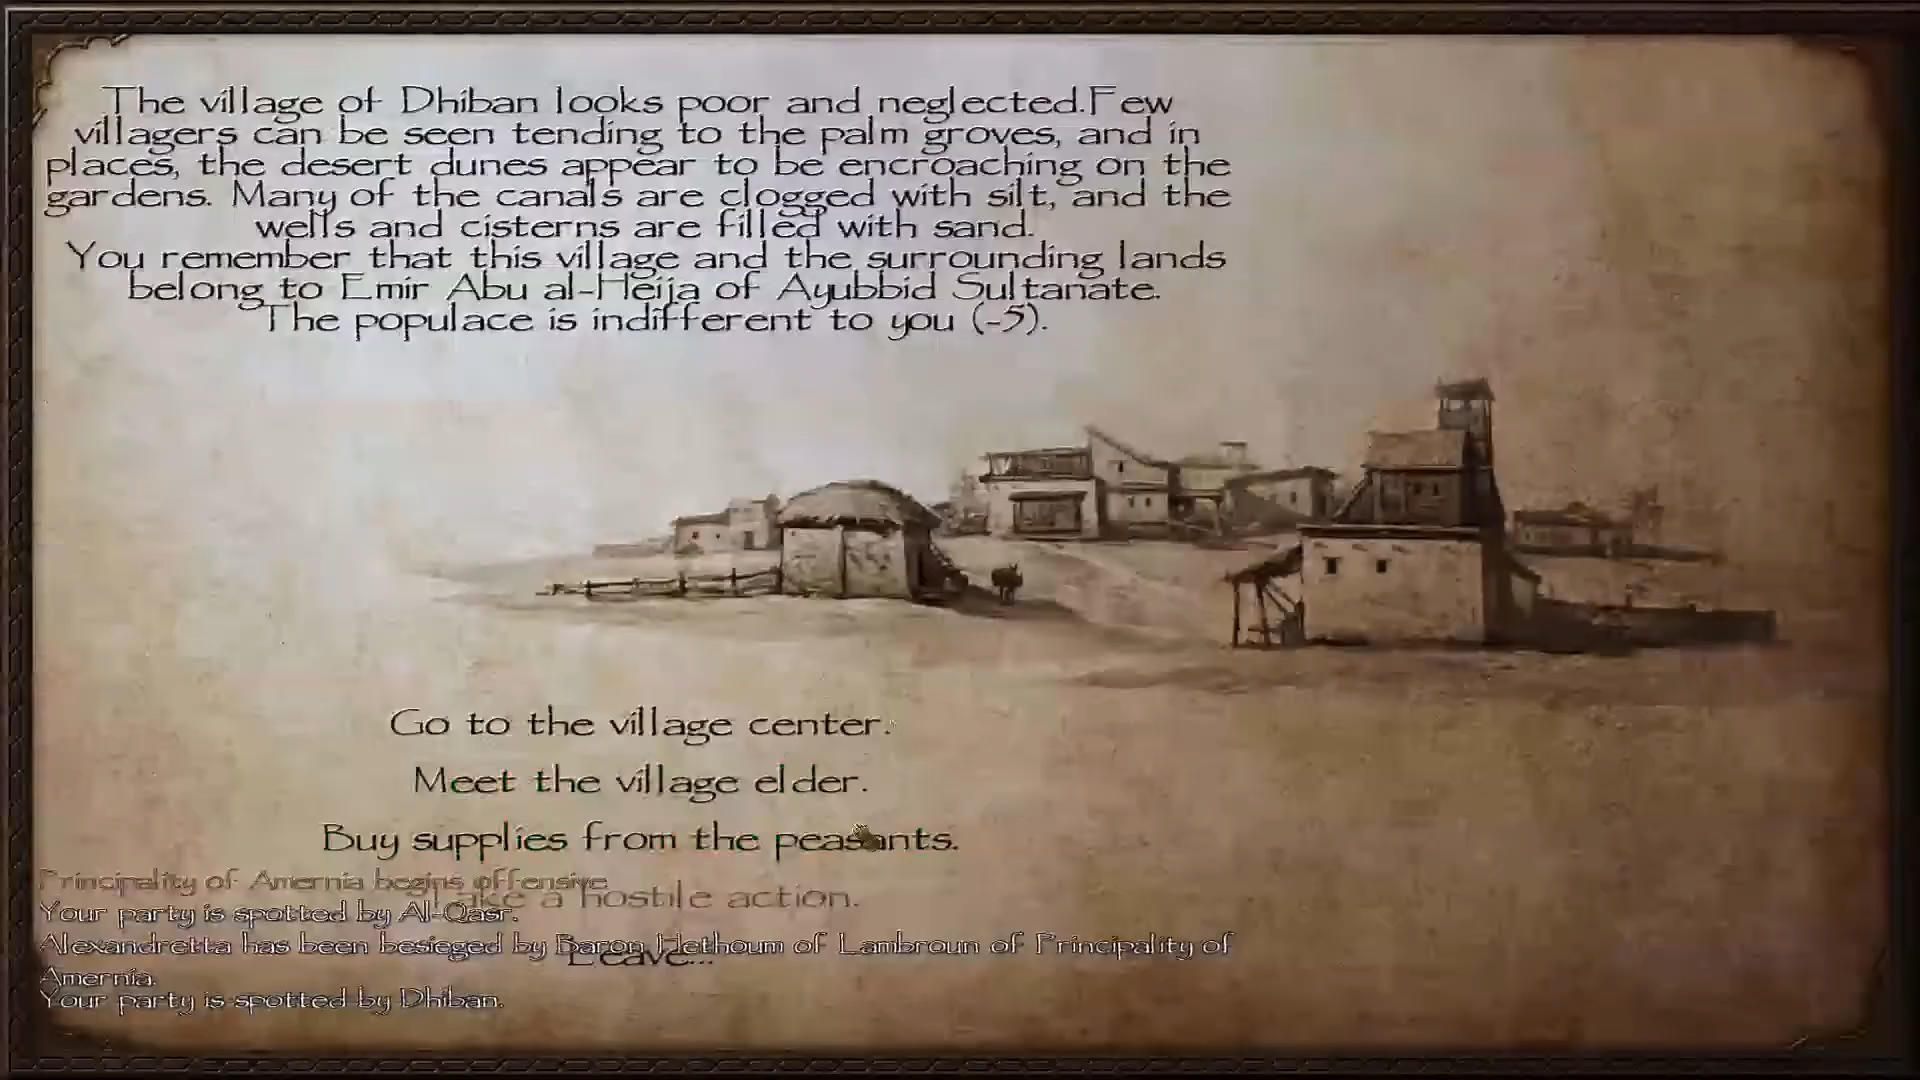 The village of Dhiban looks poor and neglected.Few
villagers can be seen tending to the palm groves, and in
places, the desert dunes appear to be encroaching on the
gardens. Many of the canals are clogged with silt, and the
wells and cisterns are filled with sand.
You remember that this village and the surrounding lands
belong to Emir Abu al-Heija of Ayubbid Sultanate.
The populace is indifferent to you (-5).
Go to the village center.
Meet the village elder.
Buy supplies from the peasants.
Principality of Amernia begins offensive
Take a hostile action.
Your party is spotted by Al-Qasr.
Alexandretta has been besieged by Baron Hethoum of Lambroun of Principality of
Leave...
Amernia.
Your party is spotted by Dhiban.